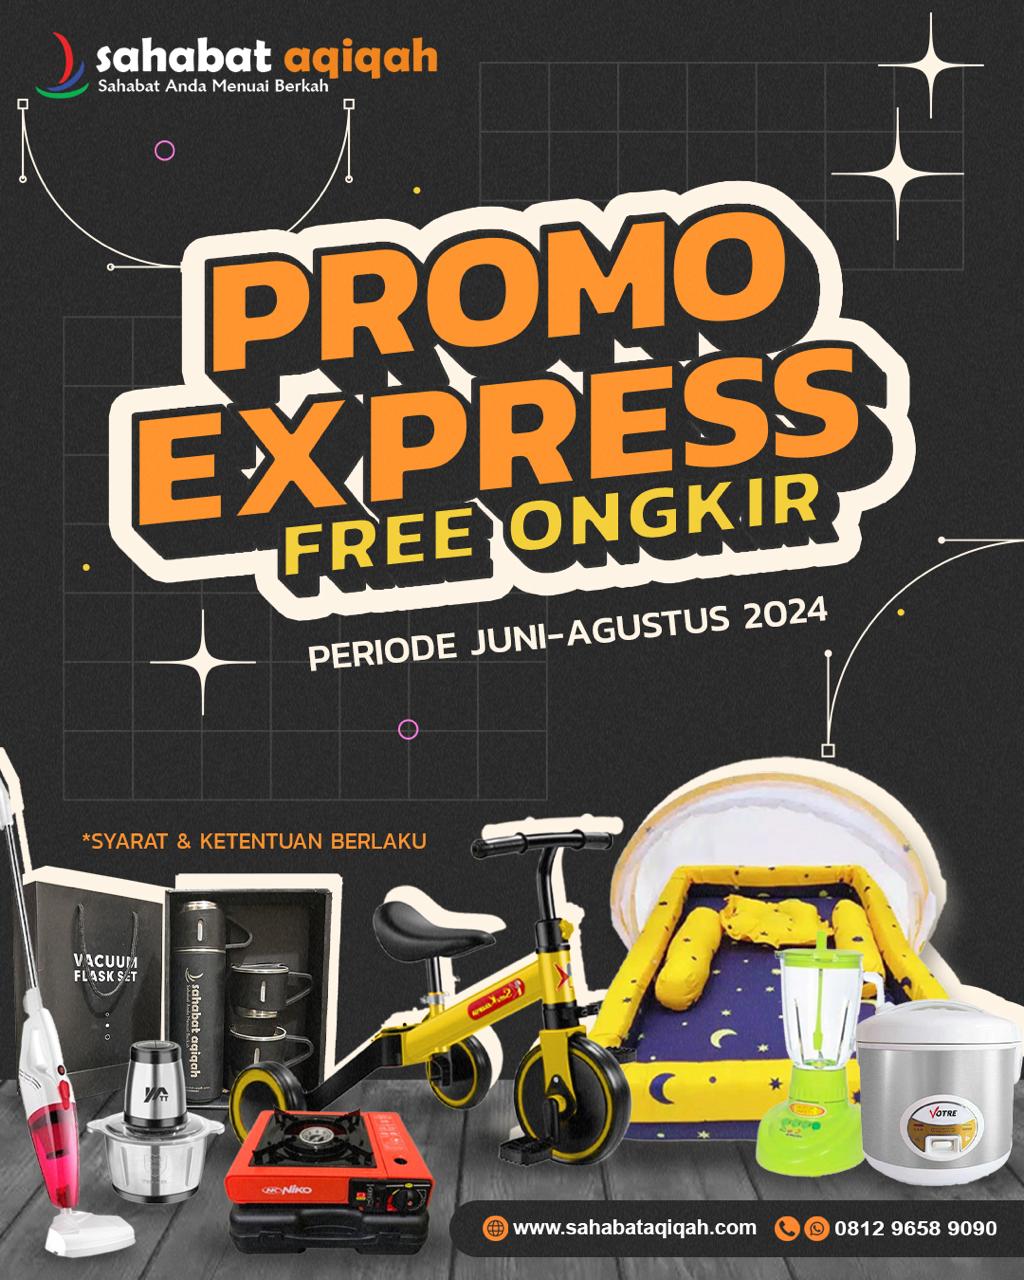 sahabat aqiqah
Sahabat Anda Menuai Berkah
PROMO
EXPRESS
FREE ONGKIR
PERIODE JUNI-AGUSTUS 2024
*SYARAT & KETENTUAN BERLAKU
VACUUM
FLASK SET
sahabat aqiqah
NIKO
VOTRE
www.sahabataqiqah.com
0812 9658 9090